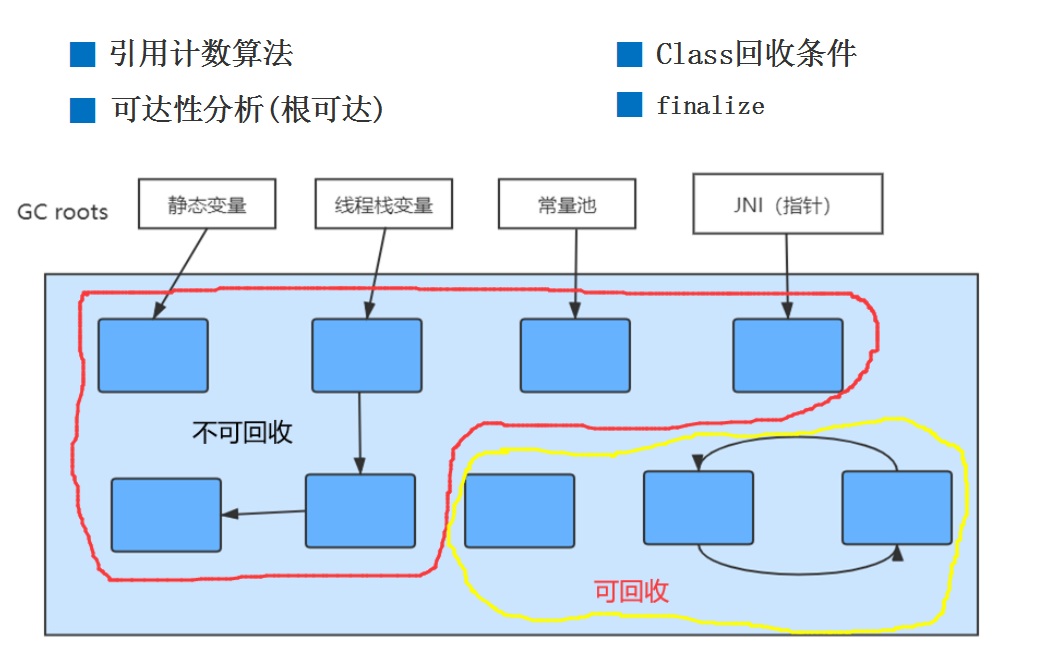 引用计数算法
Class回收条件
可达性分析(根可达)
finalize
GC roots
静态变量
线程栈变量
常量池
JNI（指针）
不可回收
可回收